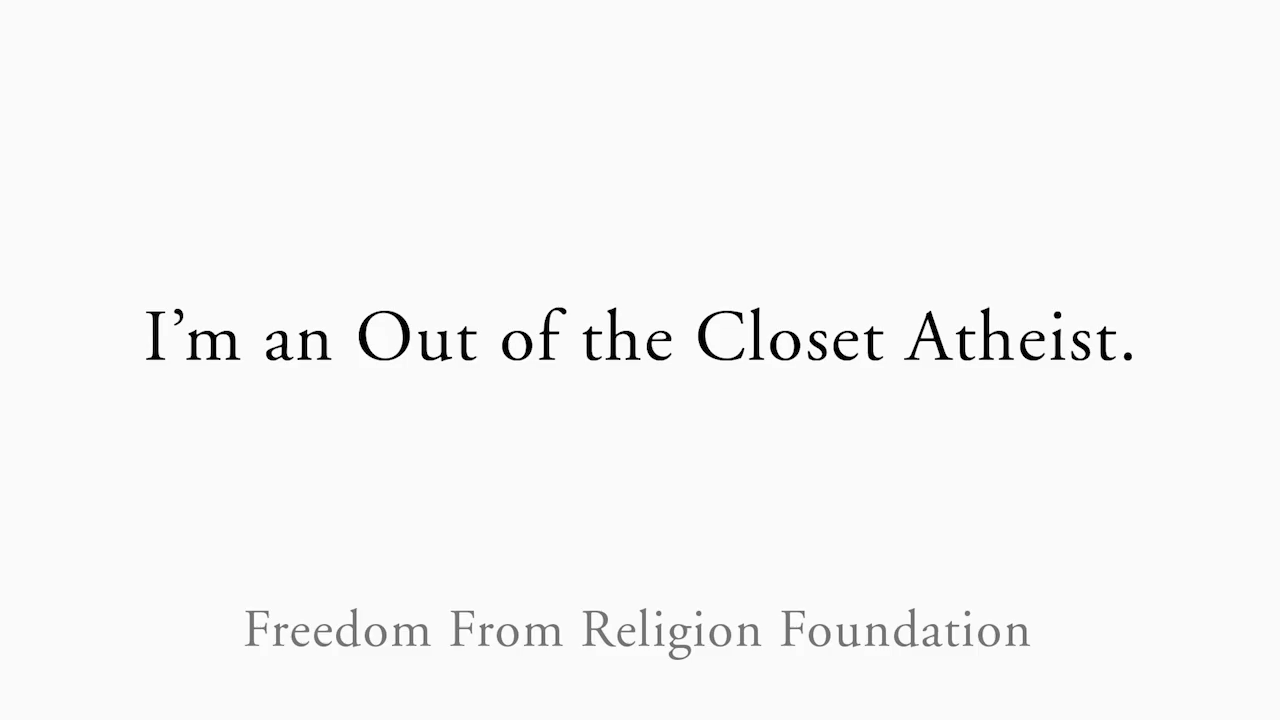 I’m an Out of the Closet Atheist.
Freedom From Religion Foundation